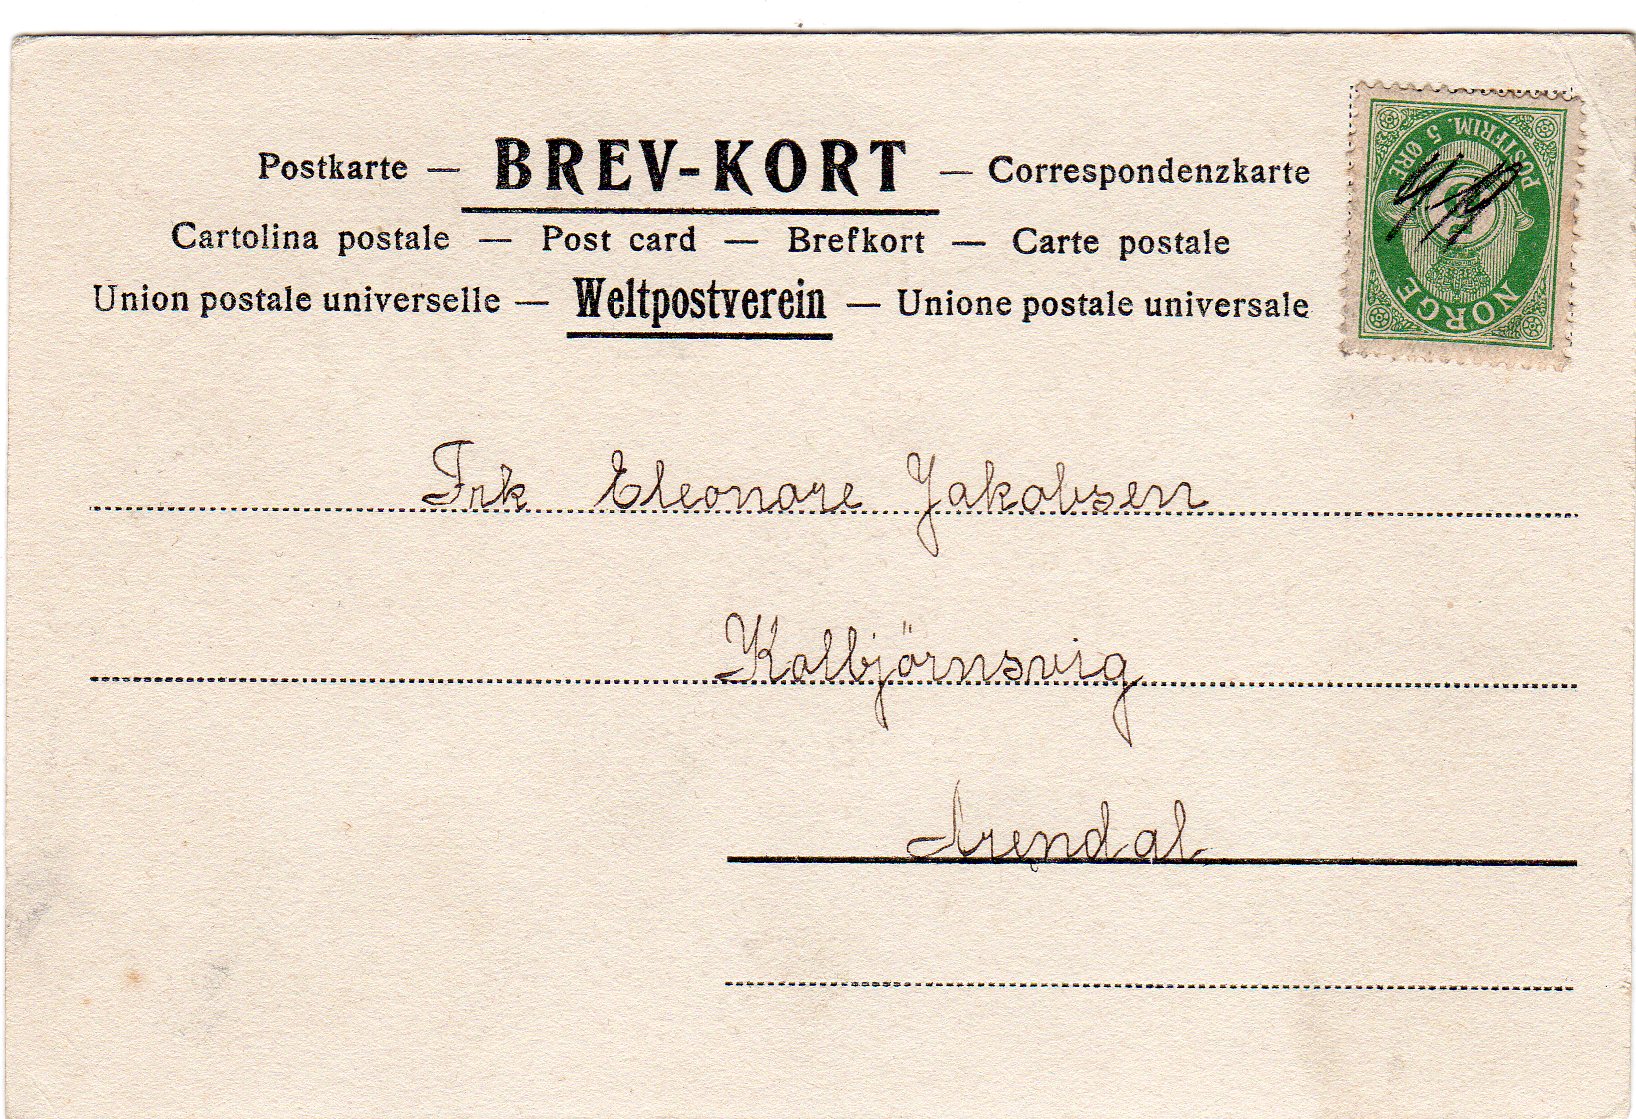 Postkarte — BREV-KORT — Correspondenzkarte
Cartolina postale — Post card — Brefkort — Carte postale
Union postale universelle — Weltpostverein — Unione postale universale
NORGE
POSTFRIM. 5 ØRE
Frk Eleonore Jakobsen
Kolbjörnsvig
Arendal